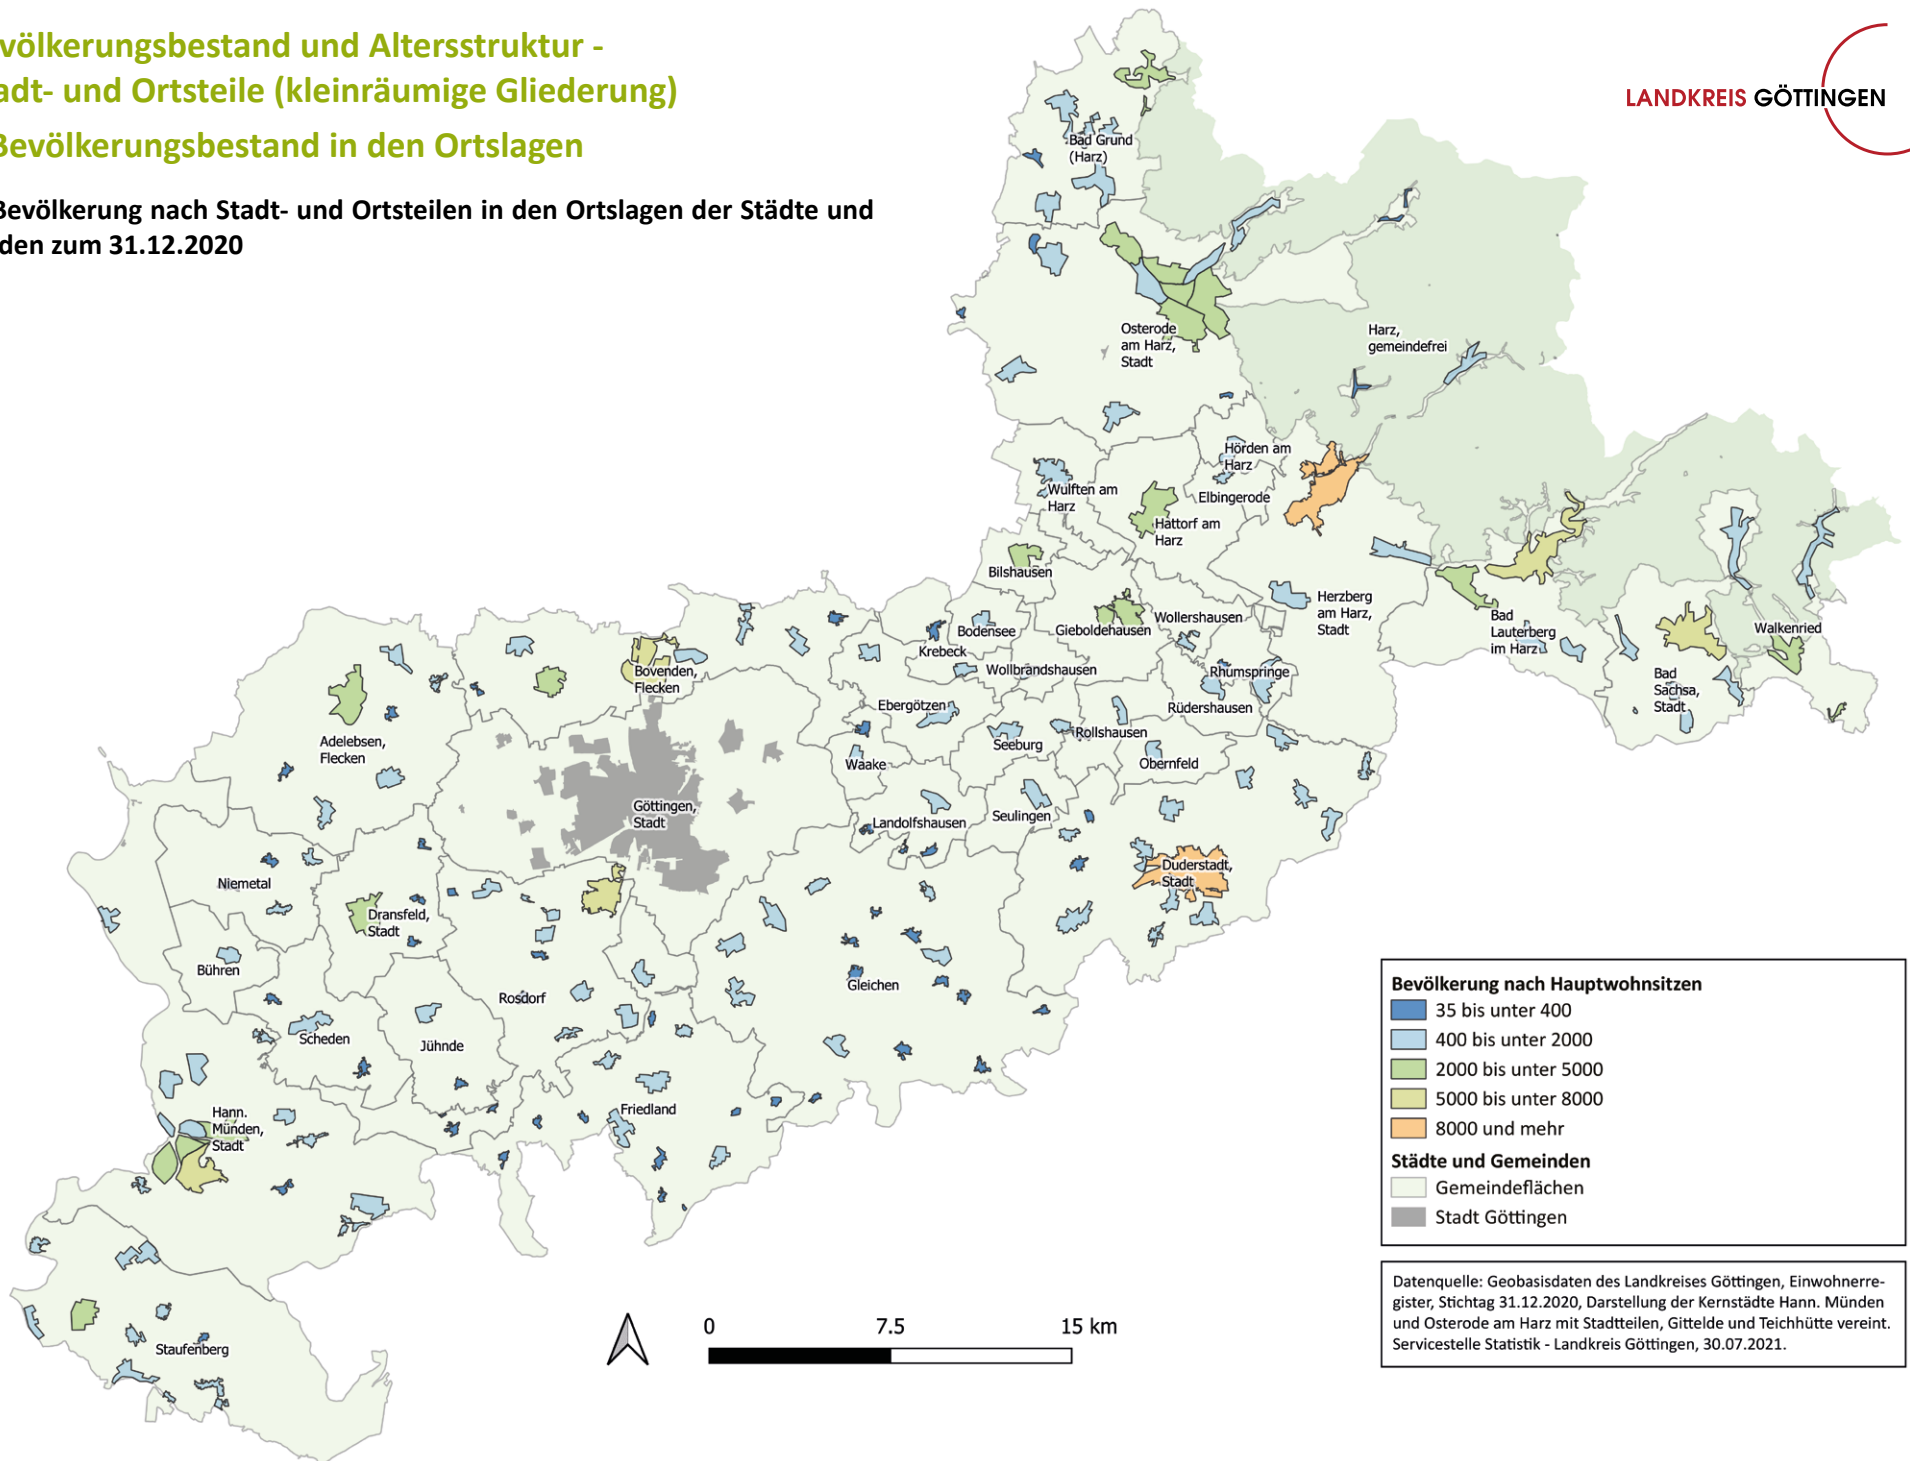 völkerungsbestand und Altersstruktur -
adt- und Ortsteile (kleinräumige Gliederung)
Bevölkerungsbestand in den Ortslagen
Bevölkerung nach Stadt- und Ortsteilen in den Ortslagen der Städte und
den zum 31.12.2020
LANDKREIS GÖTTINGEN
Bad Grund
(Harz)
Osterode
am Harz,
Stadt
Harz,
gemeindefrei
Hörden am
Harz
Elbingerode
Wulften am
Harz
Hattorf am
Harz
Bilshausen
Herzberg
am Harz,
Stadt
Bad
Lauterberg
im Harz
Walkenried
Bad
Sachsa,
Stadt
Wollershausen
Gieboldehausen
Bodensee
Krebeck
Wollbrandshausen
Rhumspringe
Rüdershausen
Bovenden,
Flecken
Ebergötzen
Seeburg
Rollshausen
Obernfeld
Waake
Adelebsen,
Flecken
Göttingen,
Stadt
Landolfshausen
Seulingen
Duderstadt,
Stadt
Niemetal
Dransfeld,
Stadt
Bühren
Rosdorf
Gleichen
Scheden
Jühnde
Friedland
Hann.
Münden,
Stadt
Staufenberg
0 7.5 15 km
Bevölkerung nach Hauptwohnsitzen
35 bis unter 400
400 bis unter 2000
2000 bis unter 5000
5000 bis unter 8000
8000 und mehr
Städte und Gemeinden
Gemeindeflächen
Stadt Göttingen
Datenquelle: Geobasisdaten des Landkreises Göttingen, Einwohnerre-
gister, Stichtag 31.12.2020, Darstellung der Kernstädte Hann. Münden
und Osterode am Harz mit Stadtteilen, Gittelde und Teichhütte vereint.
Servicestelle Statistik - Landkreis Göttingen, 30.07.2021.